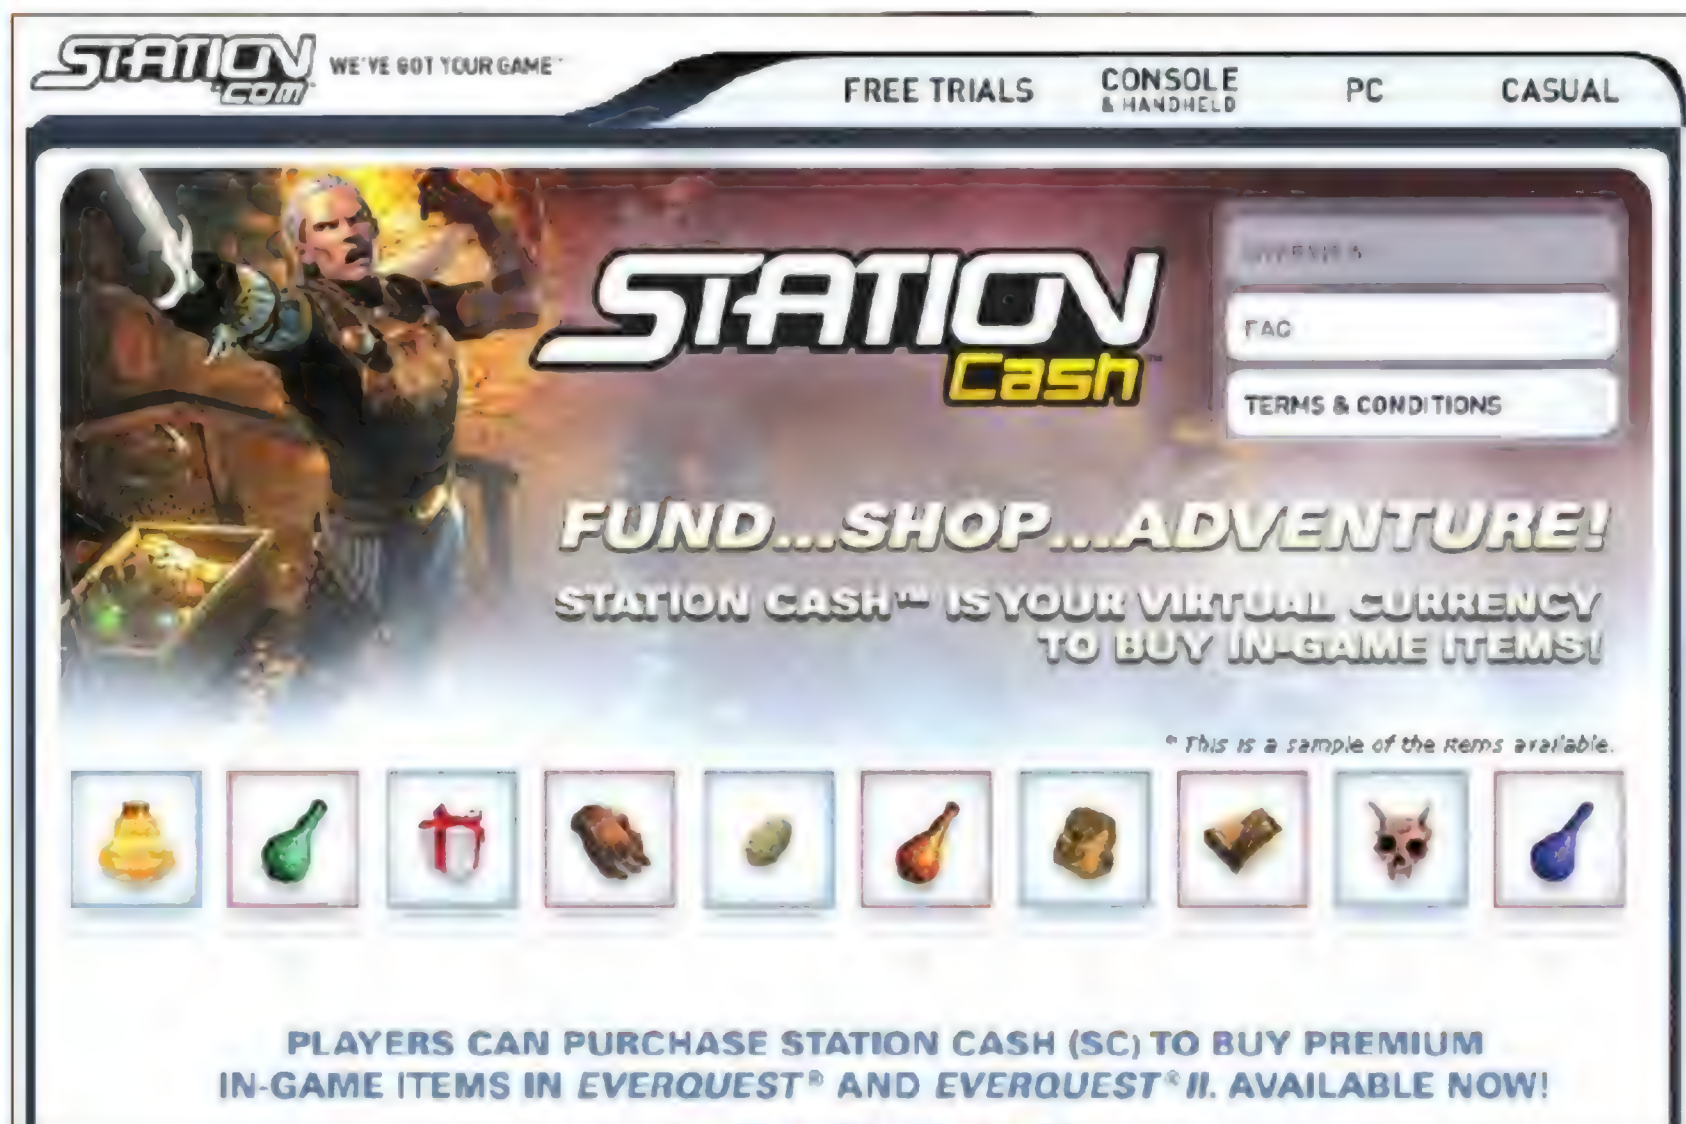 STATION
.com
WE'VE GOT YOUR GAME
FREE TRIALS
CONSOLE
& HANDHELD
PC
CASUAL
STATION
Cash™
FAQ
TERMS & CONDITIONS
FUND...SHOP...ADVENTURE!
STATION CASH™ IS YOUR VIRTUAL CURRENCY
TO BUY IN-GAME ITEMS!
* This is a sample of the items available.
PLAYERS CAN PURCHASE STATION CASH (SC) TO BUY PREMIUM
IN-GAME ITEMS IN EVERQUEST® AND EVERQUEST® II. AVAILABLE NOW!